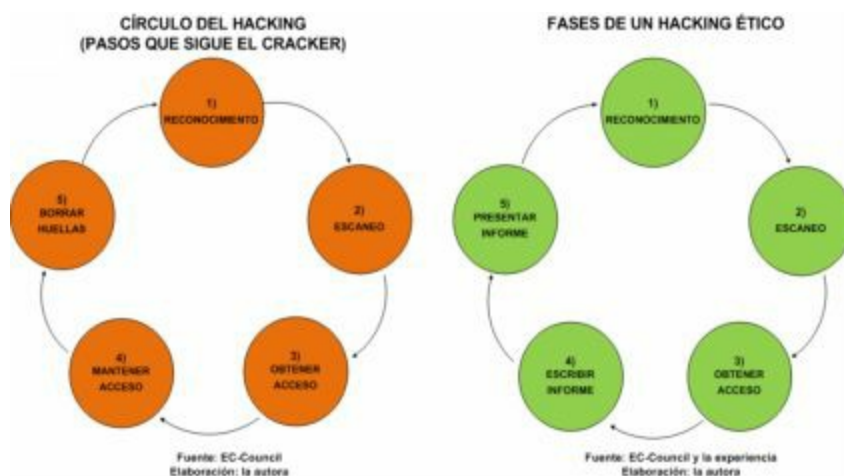 CÍRCULO DEL HACKING
(PASOS QUE SIGUE EL CRACKER)
1)
RECONOCIMIENTO
2)
ESCANEO
3)
OBTENER
ACCESO
4)
MANTENER
ACCESO
5)
BORRAR
HUELLAS
Fuente: EC-Council
Elaboración: la autora
FASES DE UN HACKING ÉTICO
1)
RECONOCIMIENTO
2)
ESCANEO
3)
OBTENER
ACCESO
4)
ESCRIBIR
INFORME
5)
PRESENTAR
INFORME
Fuente: EC-Council y la experiencia
Elaboración: la autora